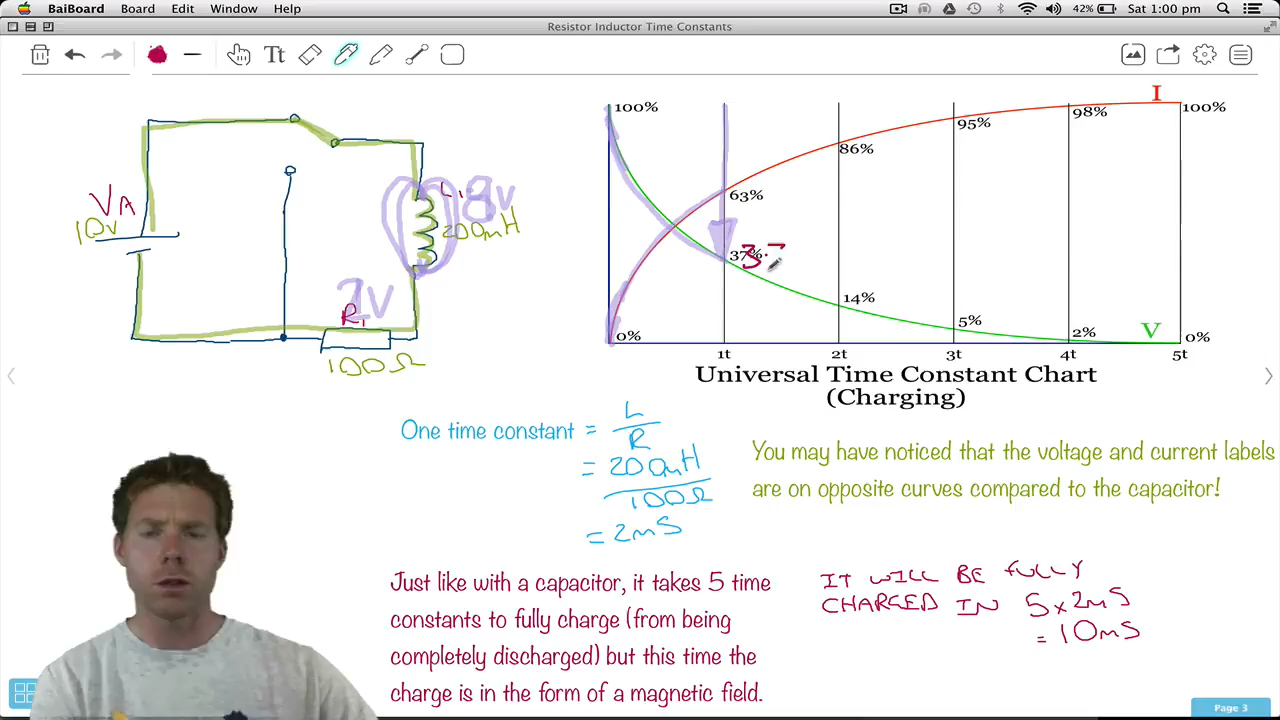 BaiBoard Board Edit Window Help 42% Sat 1:00 pm
Resistor Inductor Time Constants
Tt
VA
10V
L1
8V
200mH
2V
R1
100Ω
100%
I
100%
98%
95%
86%
63%
37%
3.7
14%
5%
2%
V
0%
0%
1t 2t 3t 4t 5t
Universal Time Constant Chart
(Charging)
One time constant = L/R
= 200mH
100Ω
= 2mS
You may have noticed that the voltage and current labels
are on opposite curves compared to the capacitor!
Just like with a capacitor, it takes 5 time
constants to fully charge (from being
completely discharged) but this time the
charge is in the form of a magnetic field.
IT WILL BE FULLY
CHARGED IN 5 x 2mS
= 10mS
Page 3